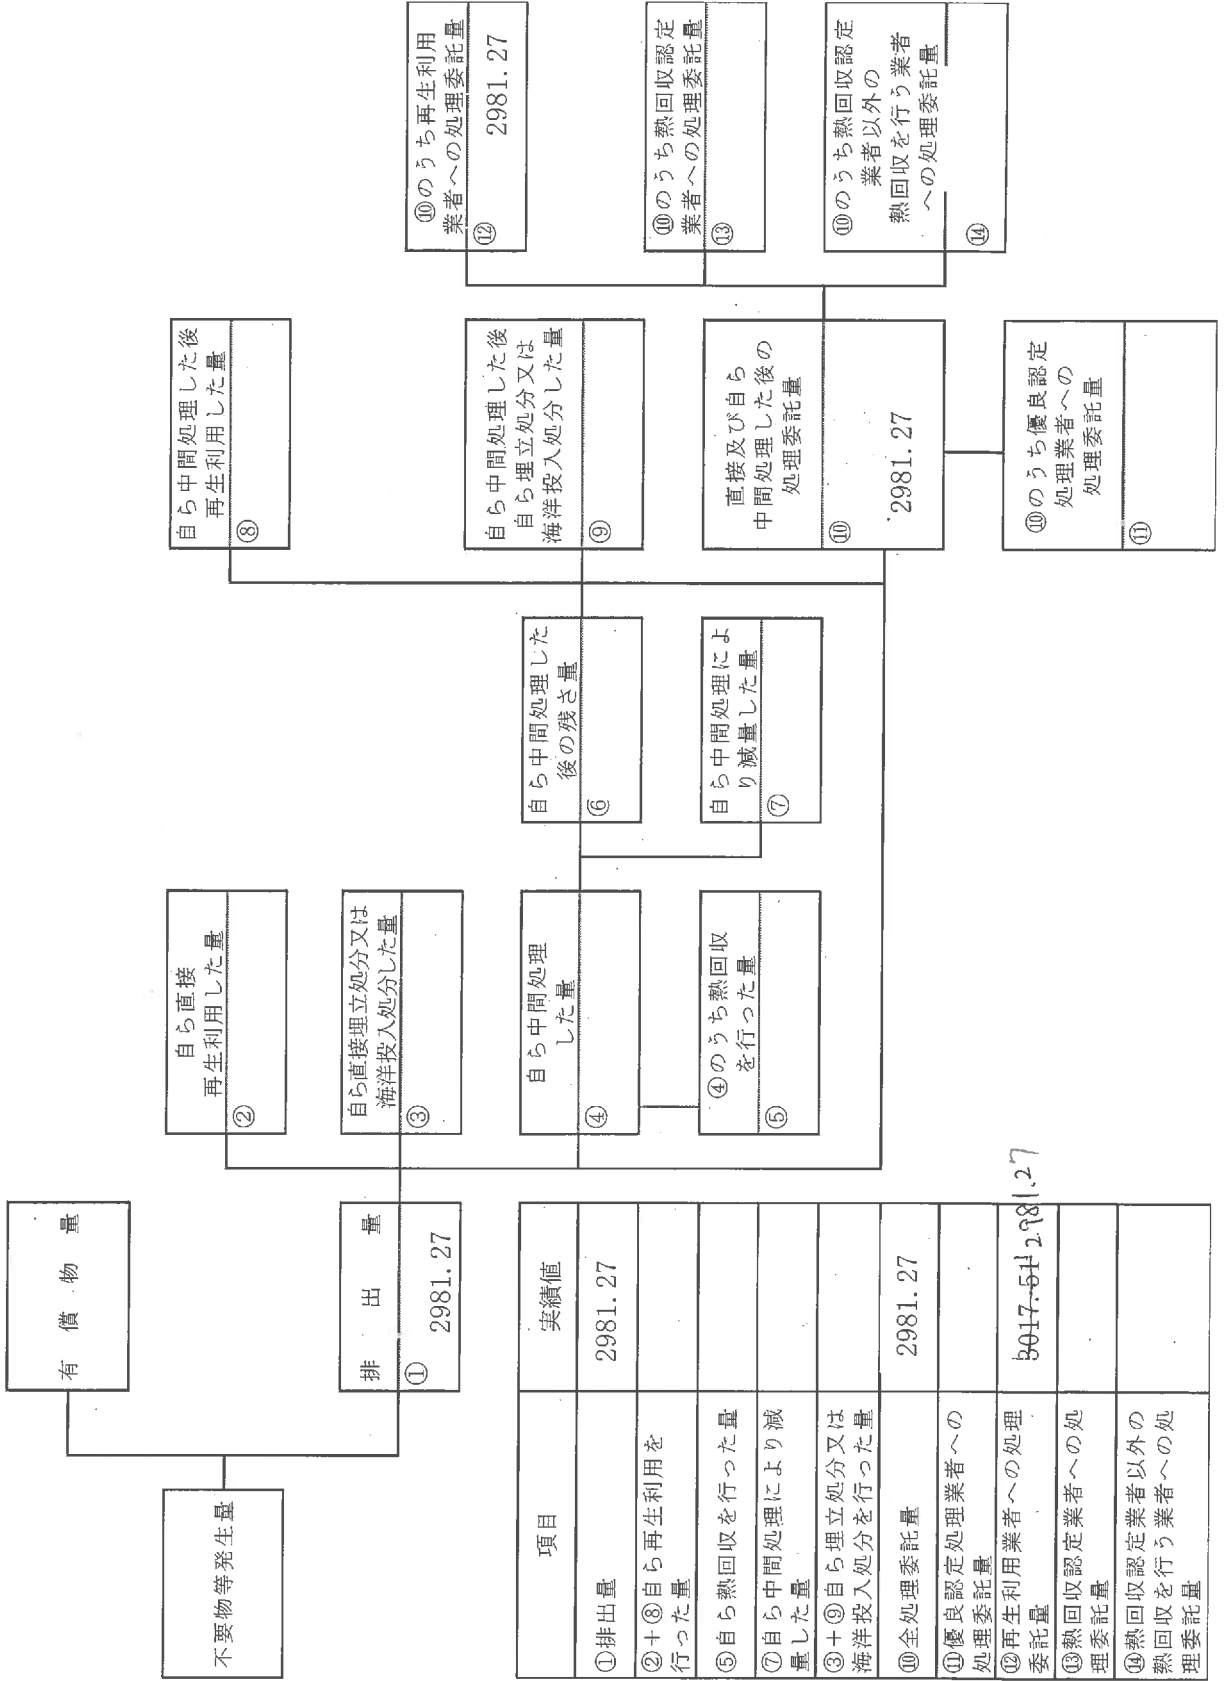 不要物等発生量
有償物量
排出量
①
2981.27
自ら直接
再生利用した量
②
自ら直接埋立処分又は
海洋投入処分した量
③
自ら中間処理
した量
④
④のうち熱回収
を行った量
⑤
自ら中間処理した
後の残さ量
⑥
自ら中間処理によ
り減量した量
⑦
自ら中間処理した後
再生利用した量
⑧
自ら中間処理した後
自ら埋立処分又は
海洋投入処分した量
⑨
直接及び自ら
中間処理した後の
処理委託量
⑩
2981.27
⑩のうち優良認定
処理業者への
処理委託量
⑪
⑩のうち再生利用
業者への処理委託量
⑫
2981.27
⑩のうち熱回収認定
業者への処理委託量
⑬
⑩のうち熱回収認定
業者以外の
熱回収を行う業者
への処理委託量
⑭
項目 実績値
①排出量 2981.27
②+⑧自ら再生利用を
行った量
⑤自ら熱回収を行った量
⑦自ら中間処理により減
量した量
③+⑨自ら埋立処分又は
海洋投入処分を行った量
⑩全処理委託量 2981.27
⑪優良認定処理業者への
処理委託量
⑫再生利用業者への処理
委託量 3017.51 2981.27
⑬熱回収認定業者への処
理委託量
⑭熱回収認定業者以外の
熱回収を行う業者への処
理委託量